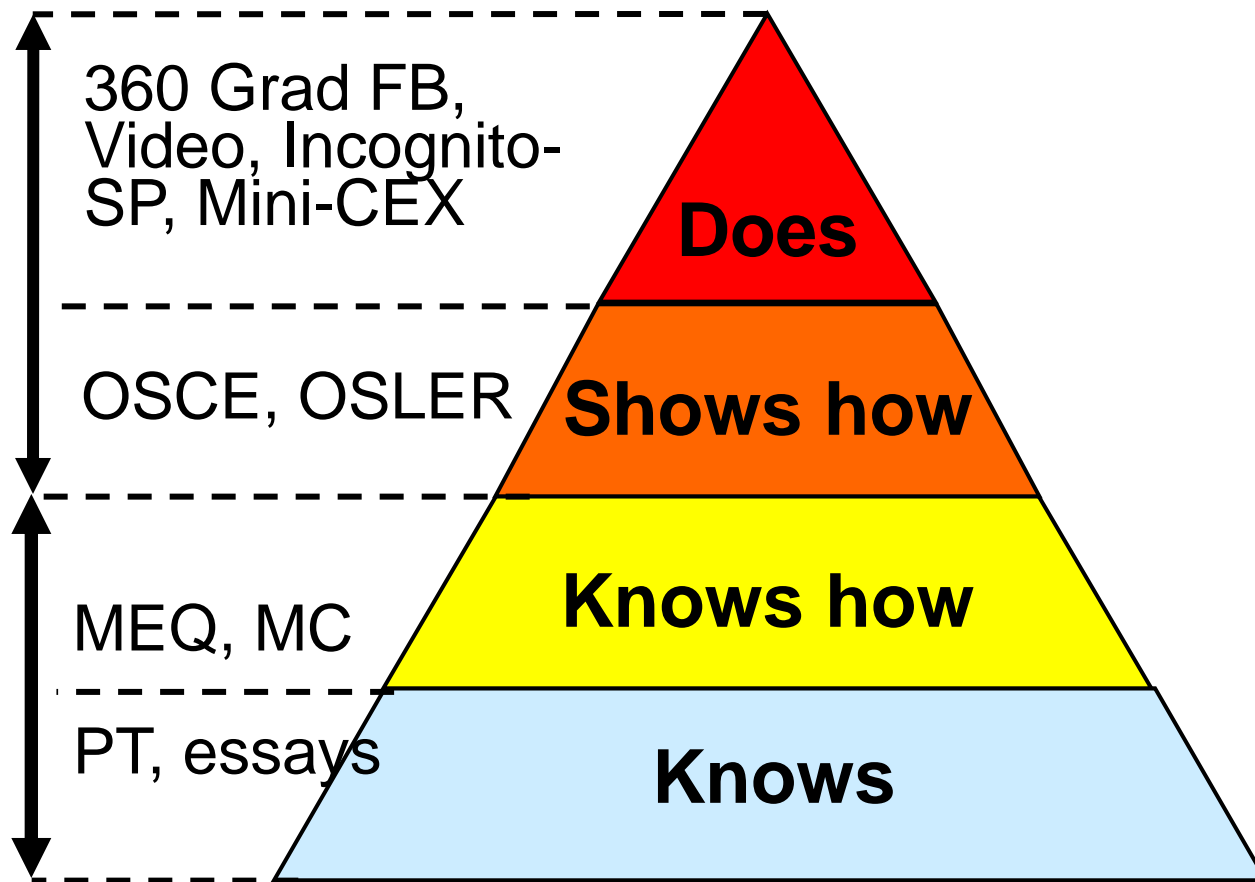 360 Grad FB,
Video, Incognito-
SP, Mini-CEX
Does
OSCE, OSLER
Shows how
MEQ, MC
Knows how
PT, essays
Knows